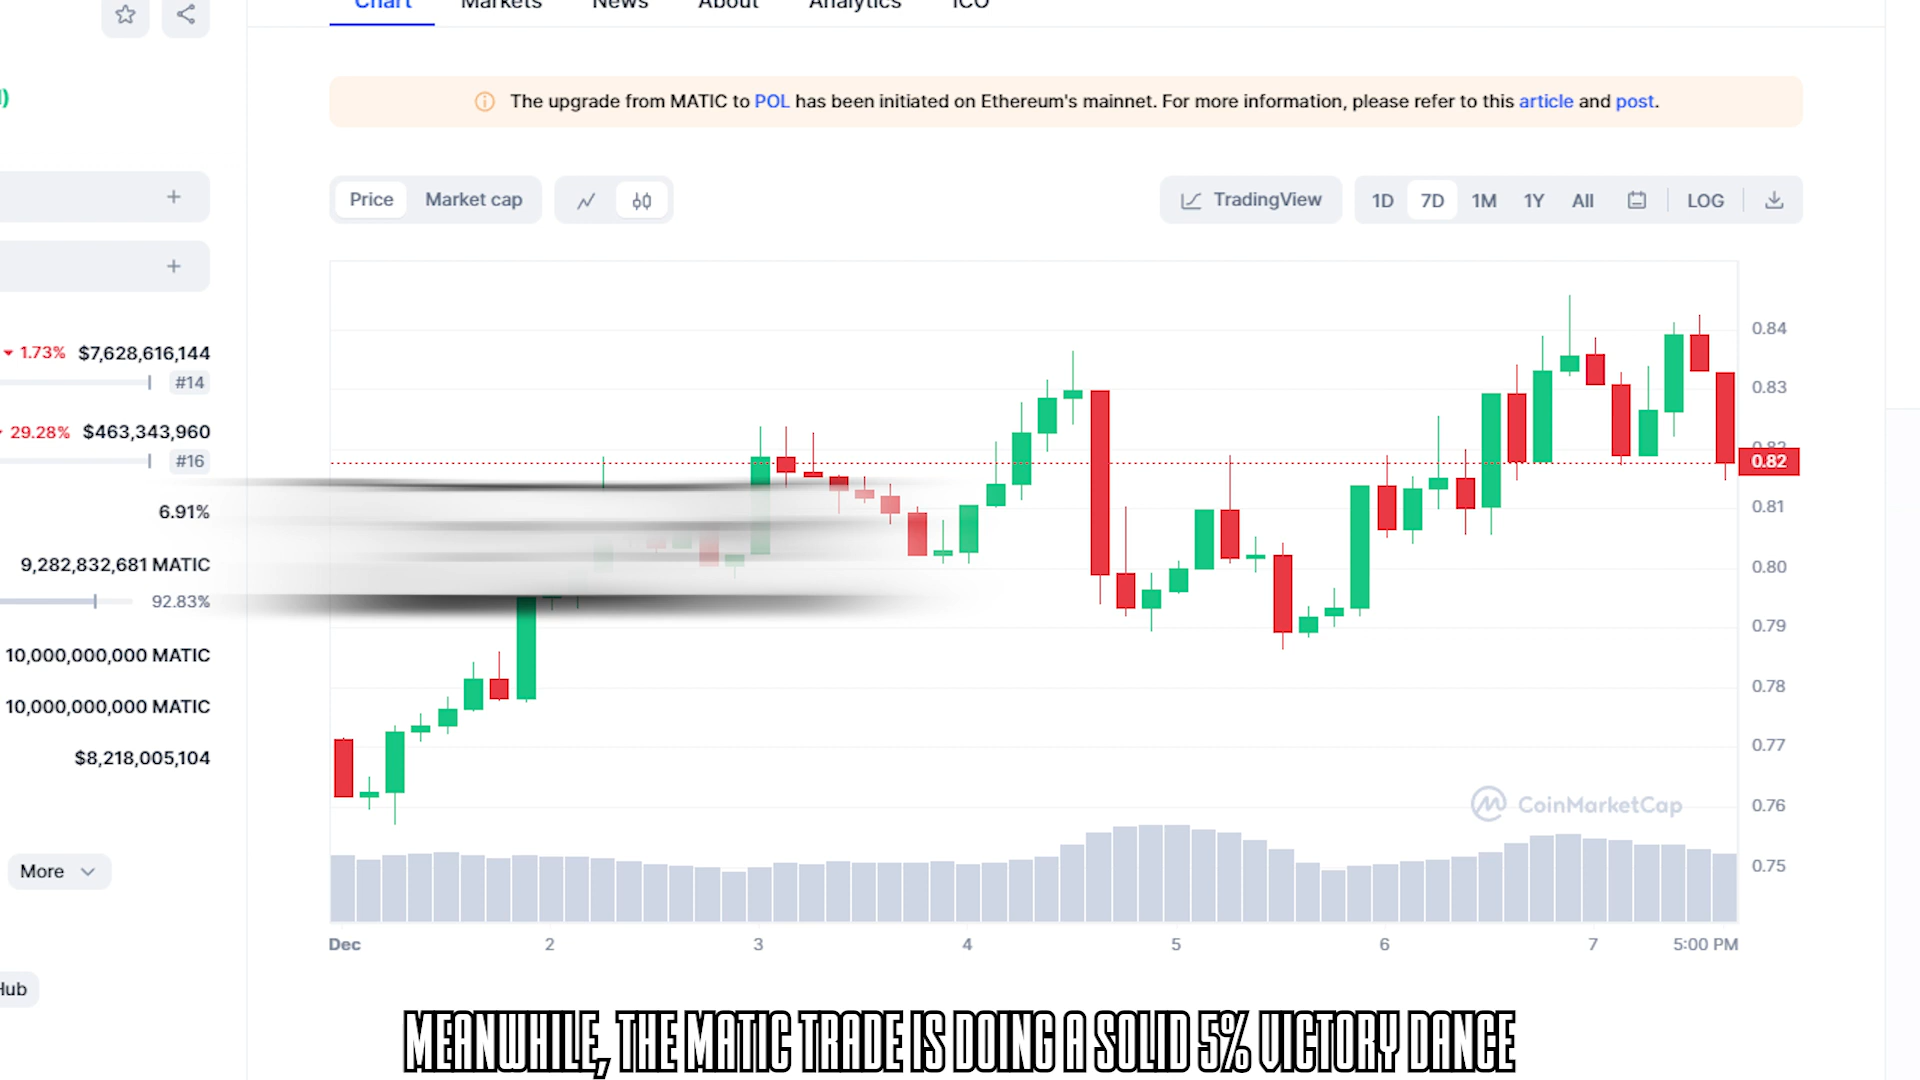 Chart Markets News About Analytics ICO
The upgrade from MATIC to POL has been initiated on Ethereum's mainnet. For more information, please refer to this article and post.
Price Market cap
TradingView 1D 7D 1M 1Y All LOG
1.73% $7,628,616,144
#14
29.28% $463,343,960
#16
6.91%
9,282,832,681 MATIC
92.83%
10,000,000,000 MATIC
10,000,000,000 MATIC
$8,218,005,104
More
Hub
0.84
0.83
0.82
0.82
0.81
0.80
0.79
0.78
0.77
0.76
0.75
CoinMarketCap
Dec 2 3 4 5 6 7 5:00 PM
MEANWHILE, THE MATIC TRADE IS DOING A SOLID 5% VICTORY DANCE